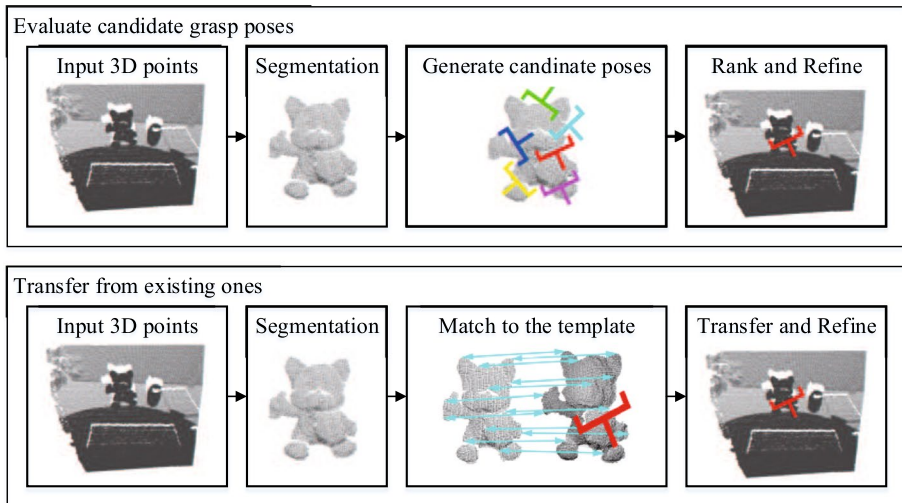 Evaluate candidate grasp poses
Input 3D points
Segmentation
Generate candinate poses
Rank and Refine
Transfer from existing ones
Input 3D points
Segmentation
Match to the template
Transfer and Refine